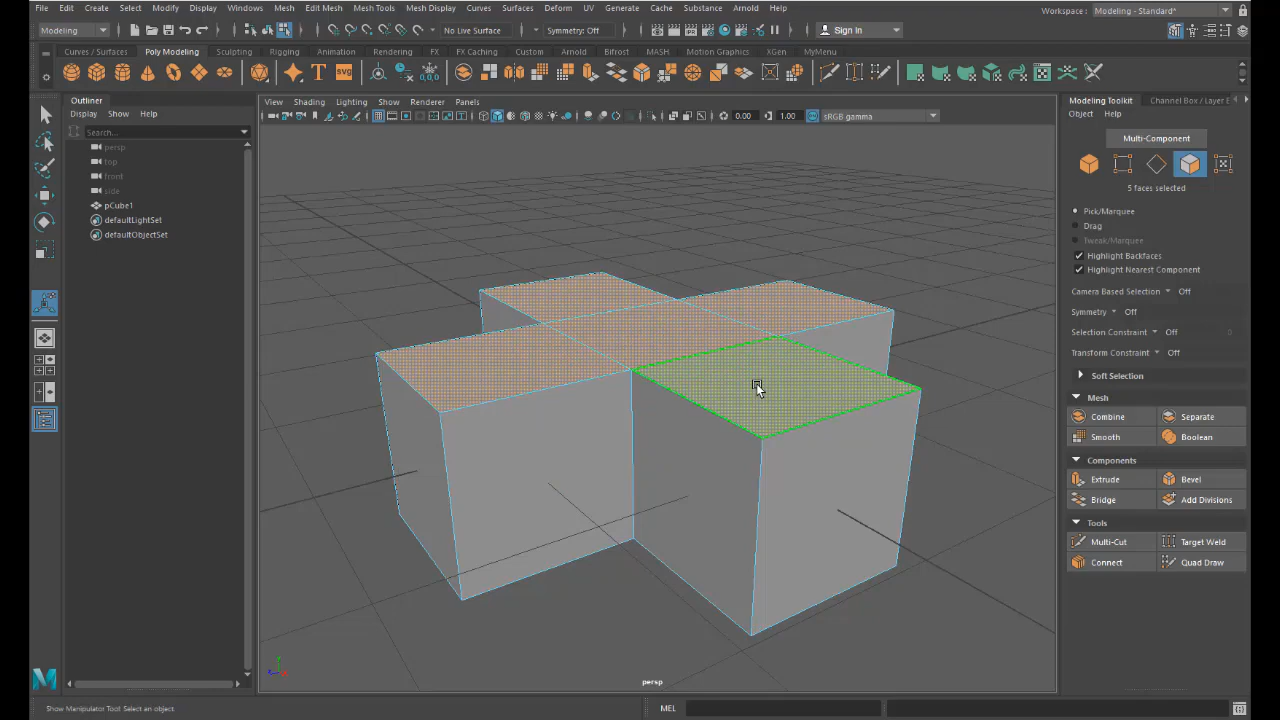 File Edit Create Select Modify Display Windows Mesh Edit Mesh Mesh Tools Mesh Display Curves Surfaces Deform UV Generate Cache Substance Arnold Help
Workspace : Modeling - Standard*
Modeling No Live Surface Symmetry: Off Sign In
Curves / Surfaces Poly Modeling Sculpting Rigging Animation Rendering FX FX Caching Custom Arnold Bifrost MASH Motion Graphics XGen MyMenu
SVG
Outliner
Display Show Help
Search...
persp
top
front
side
pCube1
defaultLightSet
defaultObjectSet
View Shading Lighting Show Renderer Panels
0.00 1.00 sRGB gamma
persp
Modeling Toolkit Channel Box / Layer E
Object Help
Multi-Component
5 faces selected
Pick/Marquee
Drag
Tweak/Marquee
Highlight Backfaces
Highlight Nearest Component
Camera Based Selection Off
Symmetry Off
Selection Constraint Off
Transform Constraint Off
Soft Selection
Mesh
Combine Separate
Smooth Boolean
Components
Extrude Bevel
Bridge Add Divisions
Tools
Multi-Cut Target Weld
Connect Quad Draw
Show Manipulator Tool: Select an object
MEL